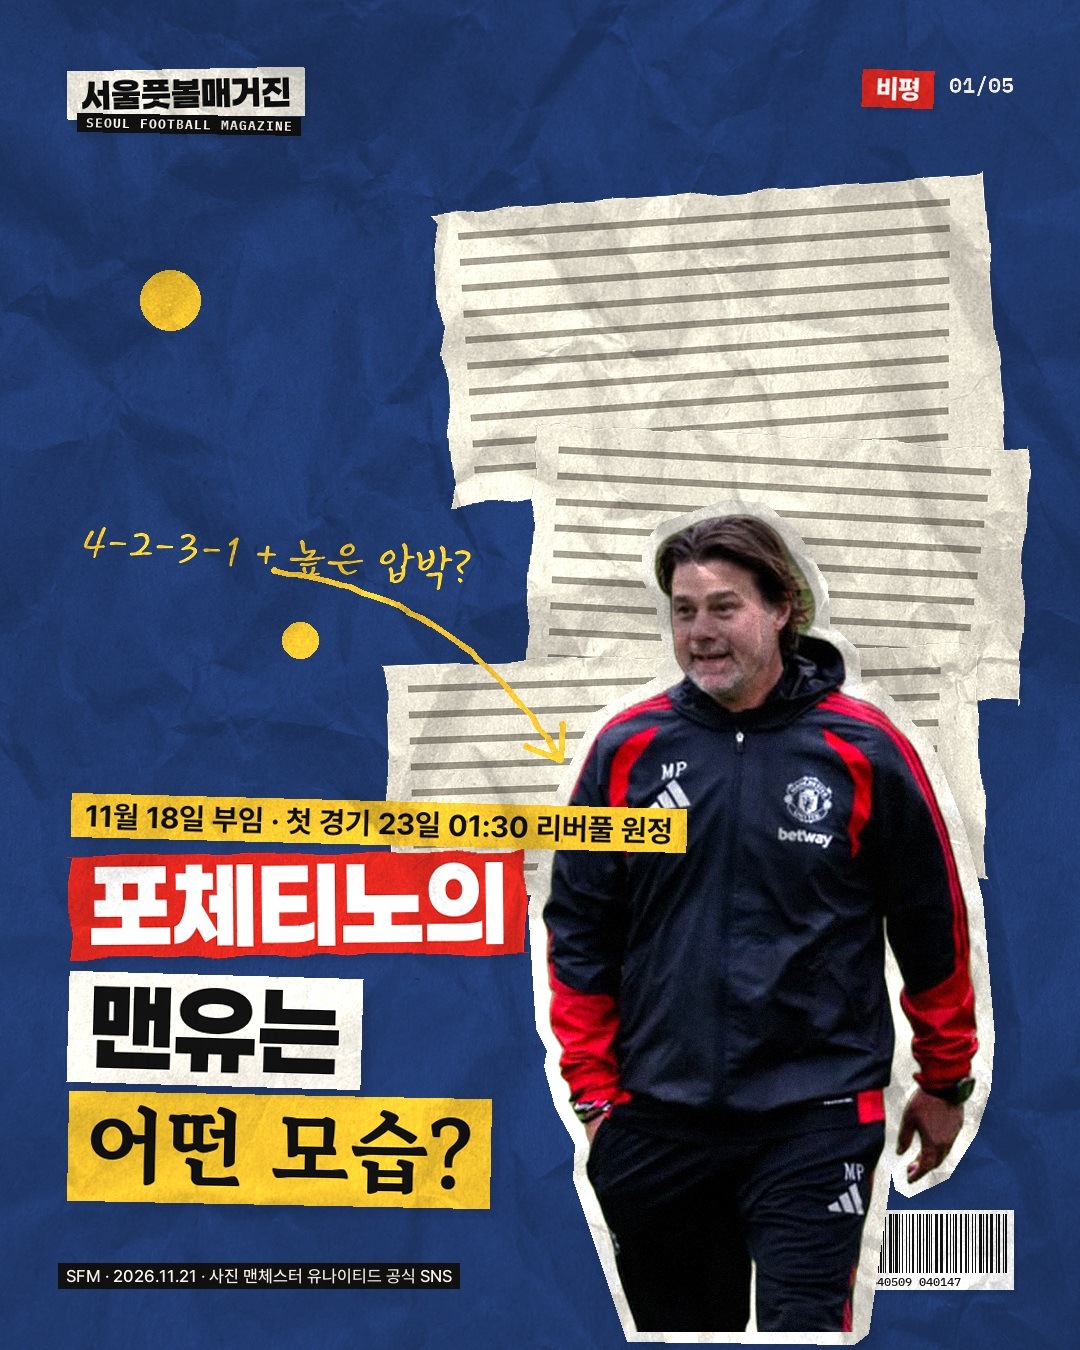 서울풋볼매거진
SEOUL FOOTBALL MAGAZINE
비평 01/05
4-2-3-1 + 높은 압박?
MP
MANCHESTER
UNITED
betway
11월 18일 부임 · 첫 경기 23일 01:30 리버풀 원정
포체티노의
맨유는
어떤 모습?
MP
SFM · 2026.11.21 · 사진 맨체스터 유나이티드 공식 SNS
40509 040147